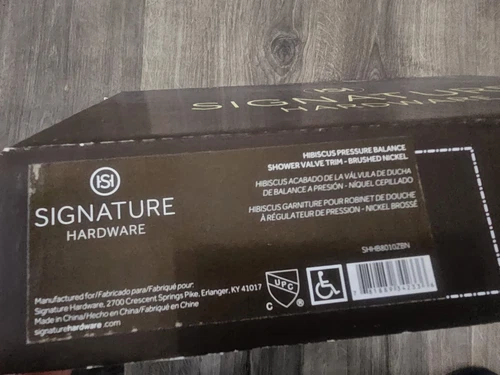 ISH
SIGNATURE
HARDWARE
HIBISCUS PRESSURE BALANCE
SHOWER VALVE TRIM - BRUSHED NICKEL
HIBISCUS ACABADO DE LA VÁLVULA DE DUCHA
DE BALANCE A PRESIÓN - NÍQUEL CEPILLADO
HIBISCUS GARNITURE POUR ROBINET DE DOUCHE
À RÉGULATEUR DE PRESSION - NICKEL BROSSÉ
SHHB8010ZBN
ISI
SIGNATURE
HARDWARE
Manufactured for/Fabricado para/Fabriqué pour:
Signature Hardware, 2700 Crescent Springs Pike, Erlanger, KY 41017
Made in China/Hecho en China/Fabriqué en Chine
signaturehardware.com
UPC
C ®